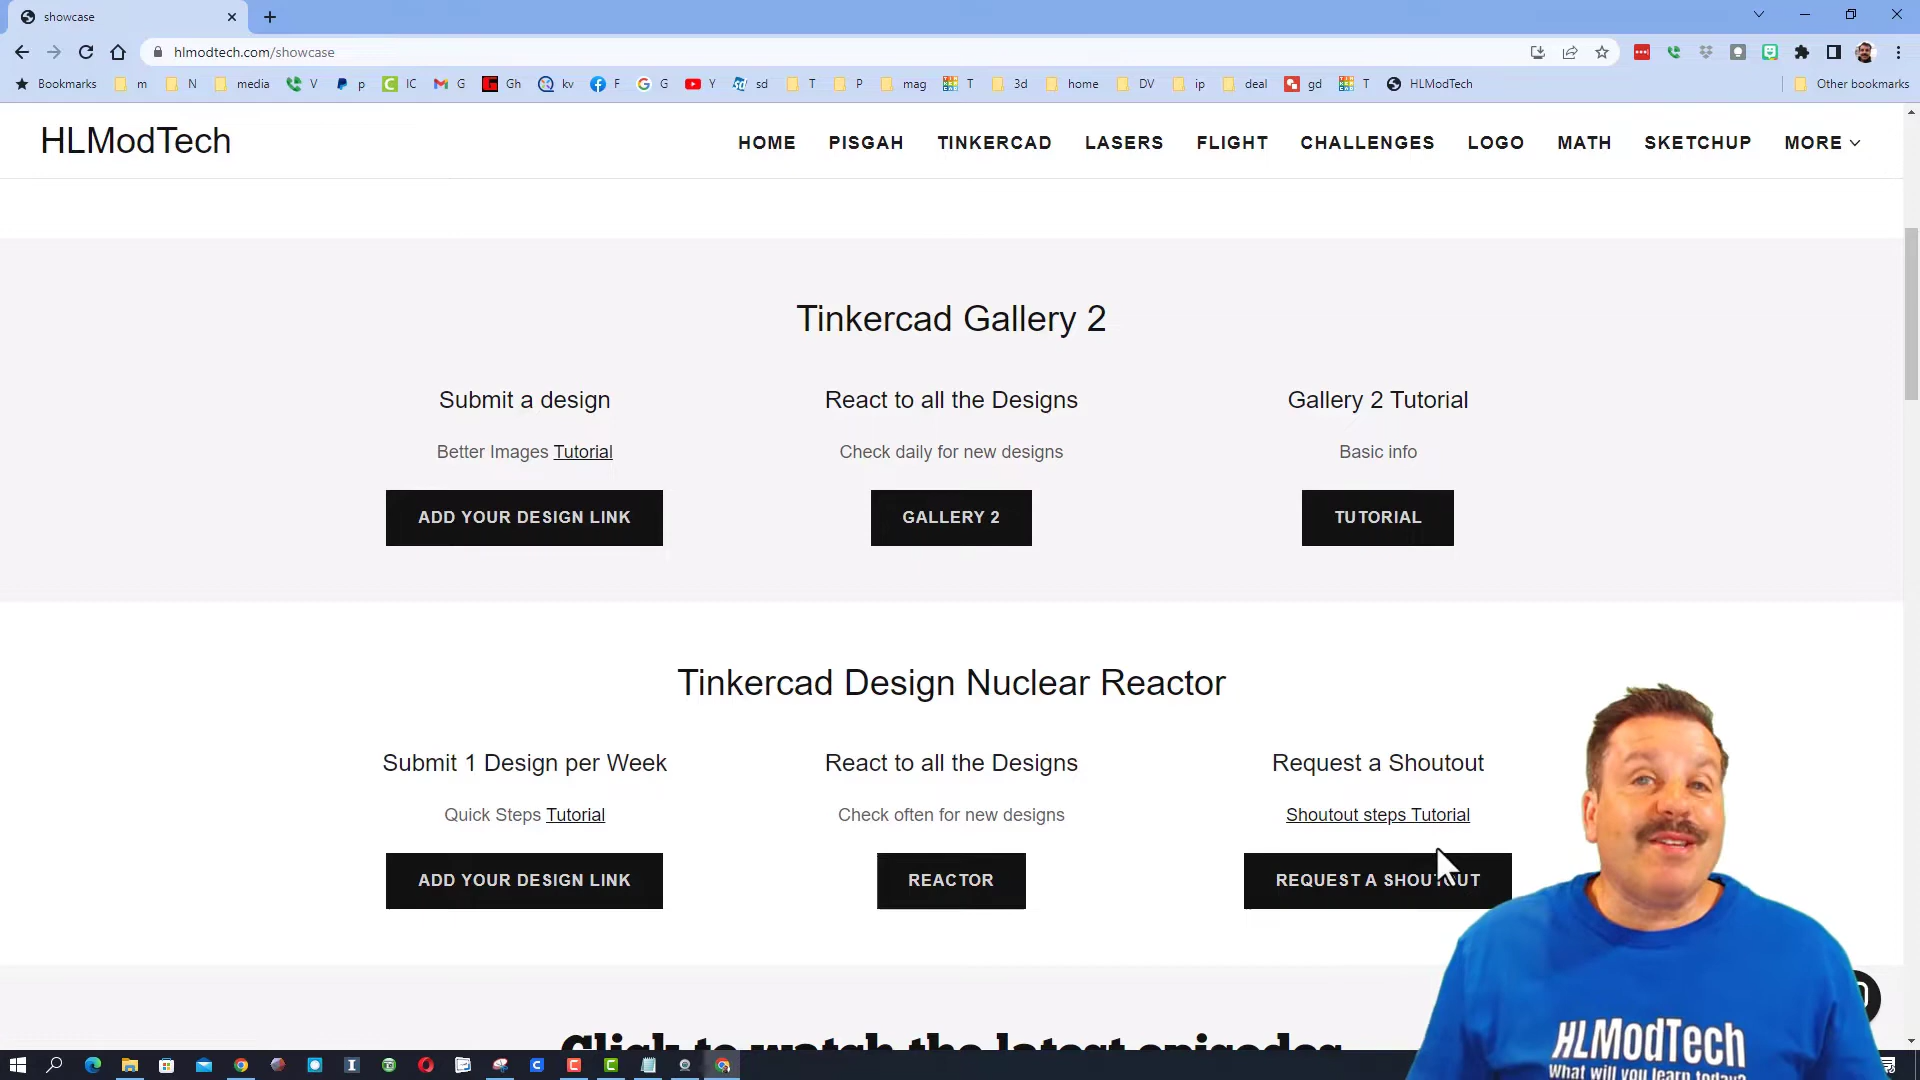 showcase
hlmodtech.com/showcase
Bookmarks m N media V p IC G Gh kv F G Y sd T P mag T 3d home DV ip deal gd T HLModTech Other bookmarks
HLModTech
HOME PISGAH TINKERCAD LASERS FLIGHT CHALLENGES LOGO MATH SKETCHUP MORE
Tinkercad Gallery 2
Submit a design
Better Images Tutorial
ADD YOUR DESIGN LINK
React to all the Designs
Check daily for new designs
GALLERY 2
Gallery 2 Tutorial
Basic info
TUTORIAL
Tinkercad Design Nuclear Reactor
Submit 1 Design per Week
Quick Steps Tutorial
ADD YOUR DESIGN LINK
React to all the Designs
Check often for new designs
REACTOR
Request a Shoutout
Shoutout steps Tutorial
REQUEST A SHOUTOUT
Click to watch the latest episodes
HLModTech
What will you learn today?